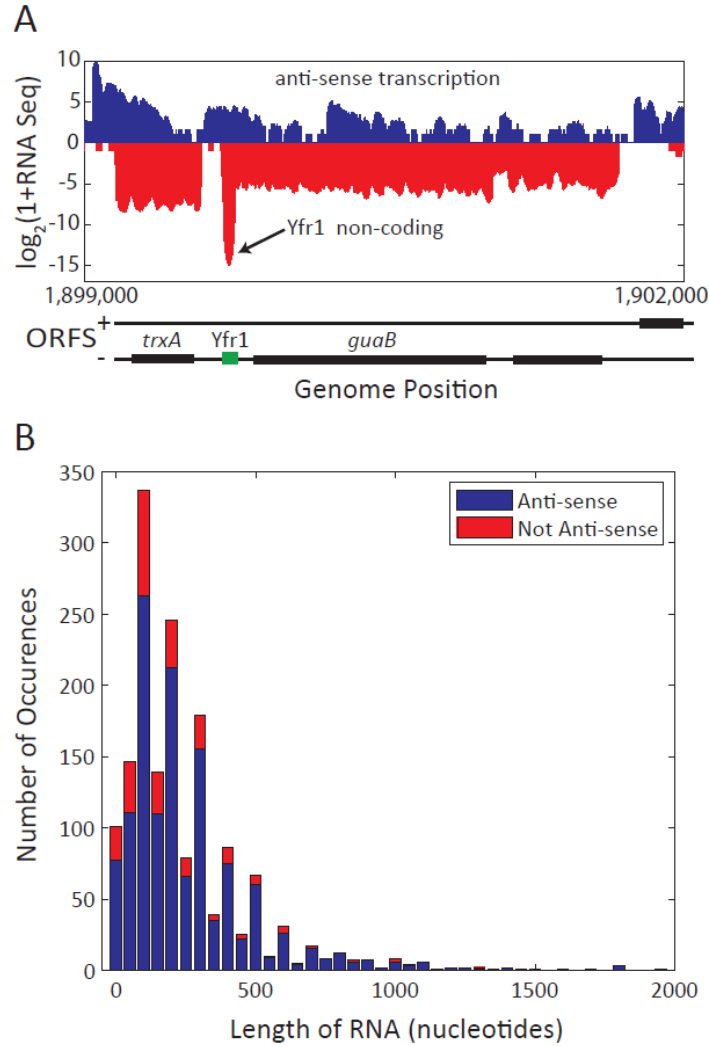 A
anti-sense transcription
log2(1+RNA Seq)
10
5
0
-5
-10
-15
Yfr1 non-coding
1,899,000
1,902,000
ORFS
+
-
trxA
Yfr1
guaB
Genome Position
B
Number of Occurences
350
300
250
200
150
100
50
0
Anti-sense
Not Anti-sense
0
500
1000
1500
2000
Length of RNA (nucleotides)